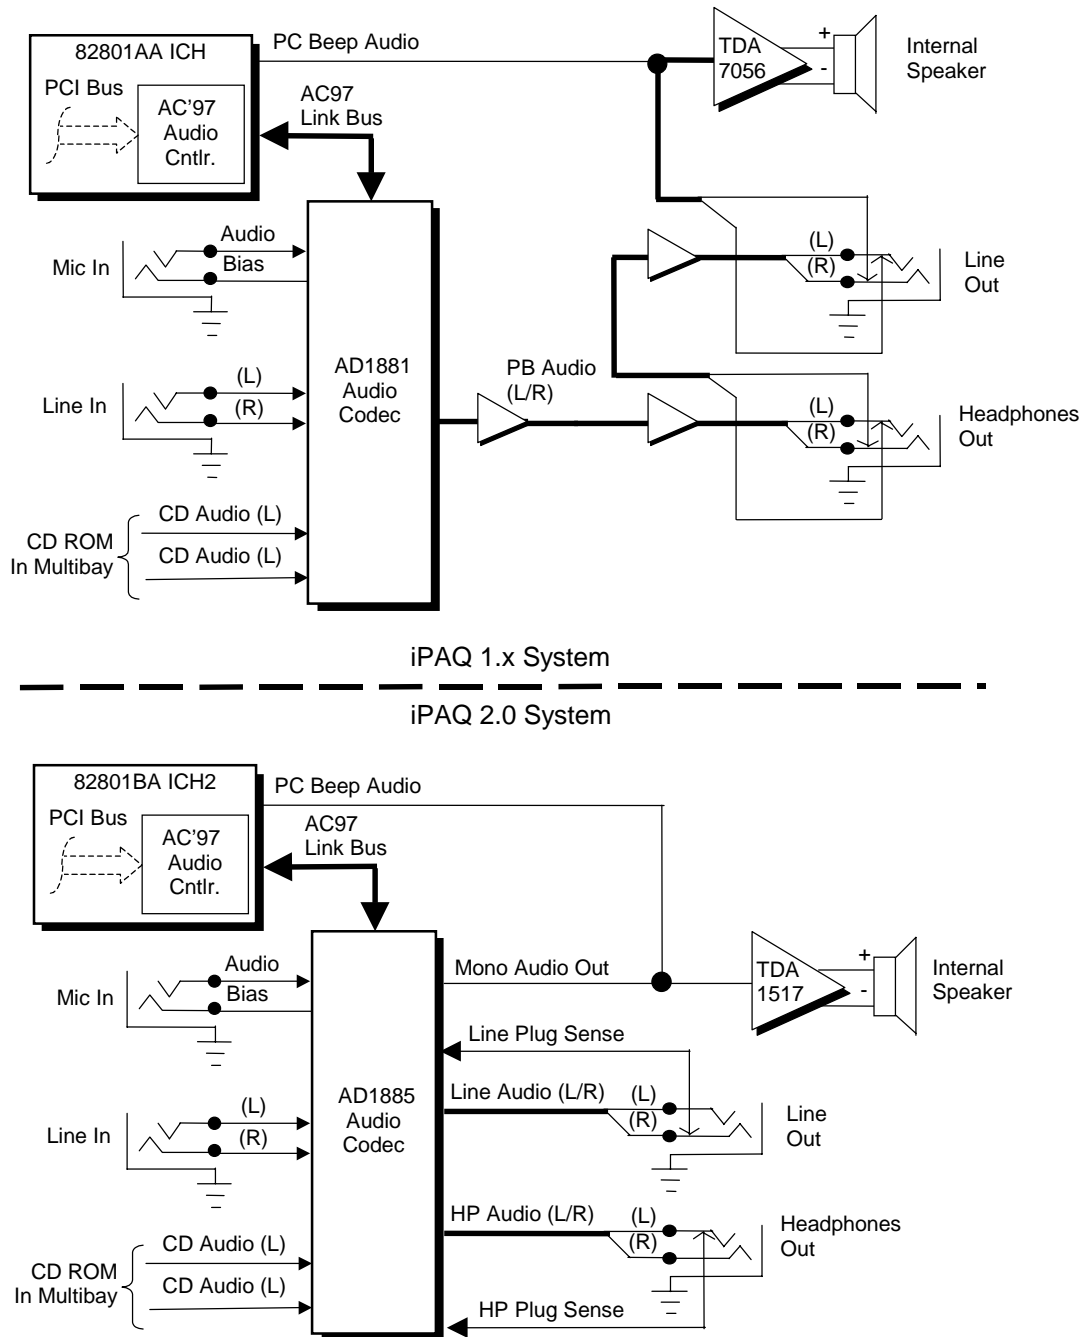 82801AA ICH
PCI Bus
AC'97
Audio
Cntlr.
PC Beep Audio
AC97
Link Bus
TDA
7056
+
-
Internal
Speaker
Mic In
Audio
Bias
Line In
(L)
(R)
CD ROM
In Multibay
CD Audio (L)
CD Audio (L)
AD1881
Audio
Codec
PB Audio
(L/R)
(L)
(R)
Line
Out
(L)
(R)
Headphones
Out
iPAQ 1.x System
iPAQ 2.0 System
82801BA ICH2
PCI Bus
AC'97
Audio
Cntlr.
PC Beep Audio
AC97
Link Bus
Mic In
Audio
Bias
Line In
(L)
(R)
CD ROM
In Multibay
CD Audio (L)
CD Audio (L)
AD1885
Audio
Codec
Mono Audio Out
TDA
1517
+
-
Internal
Speaker
Line Plug Sense
Line Audio (L/R)
(L)
(R)
Line
Out
HP Audio (L/R)
(L)
(R)
Headphones
Out
HP Plug Sense